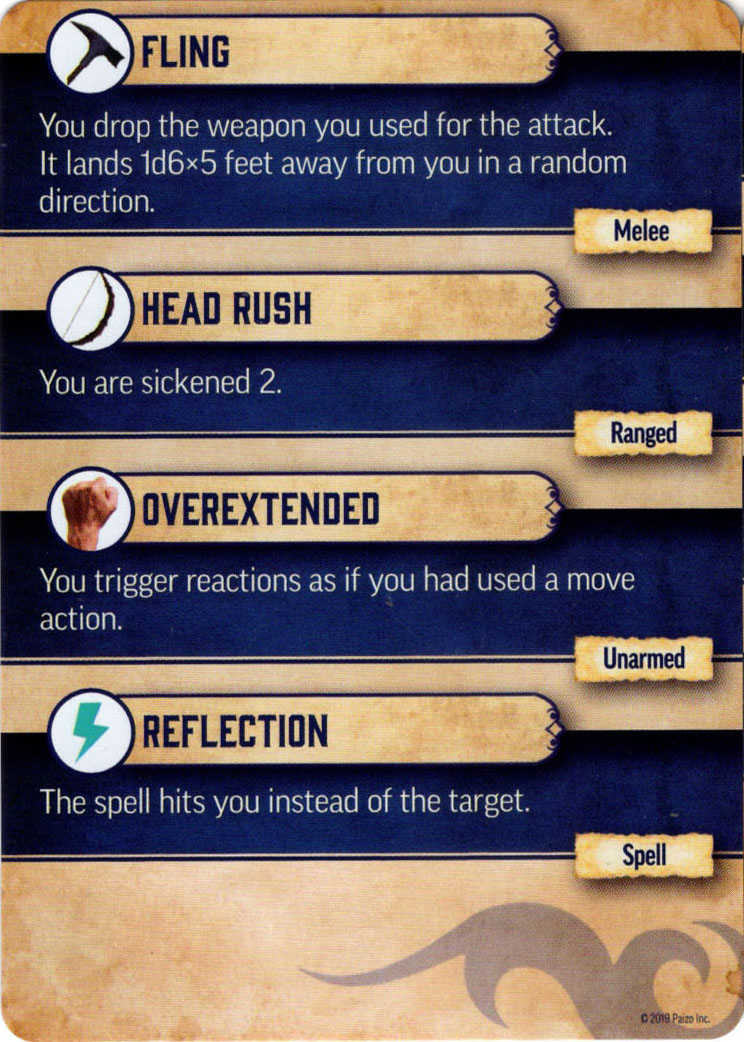 FLING
You drop the weapon you used for the attack.
It lands 1d6×5 feet away from you in a random
direction.
Melee
HEAD RUSH
You are sickened 2.
Ranged
OVEREXTENDED
You trigger reactions as if you had used a move
action.
Unarmed
REFLECTION
The spell hits you instead of the target.
Spell
© 2019 Paizo Inc.